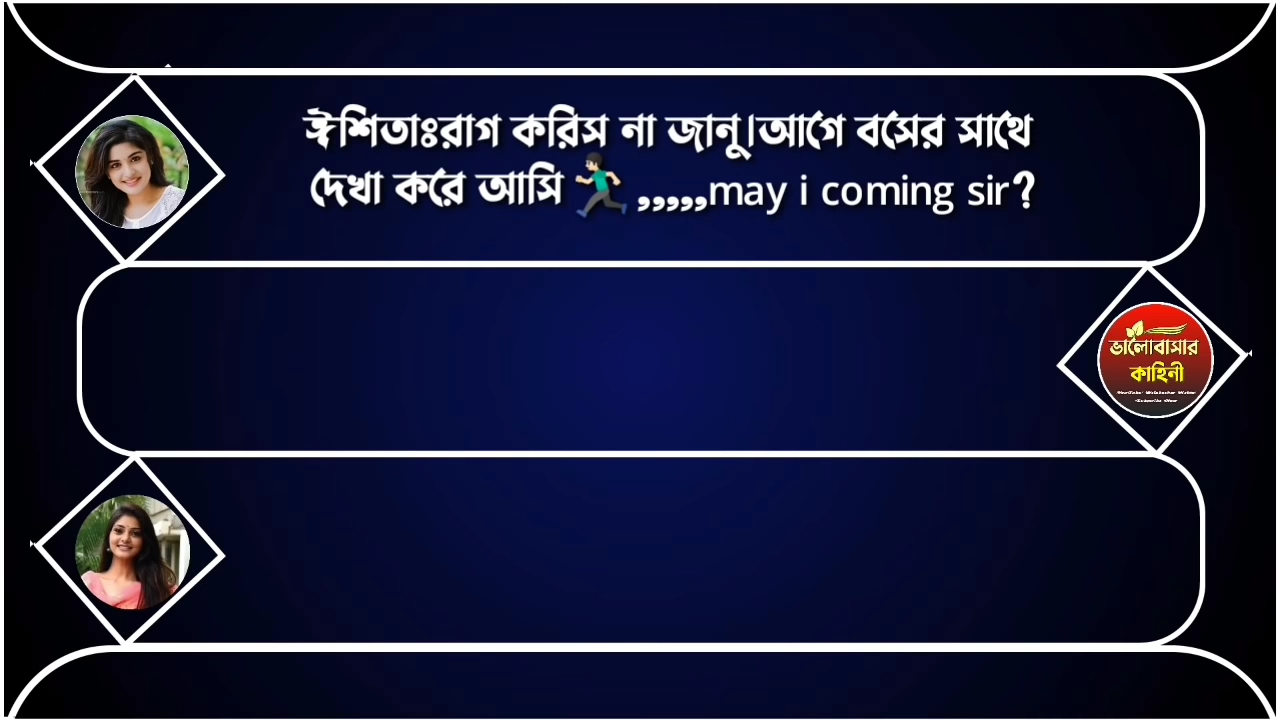 ঈশিতাঃরাগ করিস না জানু।আগে বসের সাথে
দেখা করে আসি 🏃🏻‍♂️,,,,,may i coming sir?
ভালোবাসার
কাহিনী